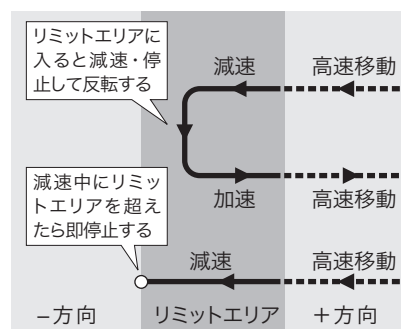 リミットエリアに
入ると減速・停
止して反転する
減速
高速移動
加速
高速移動
減速中にリミッ
トエリアを超え
たら即停止する
減速
高速移動
−方向
リミットエリア
＋方向